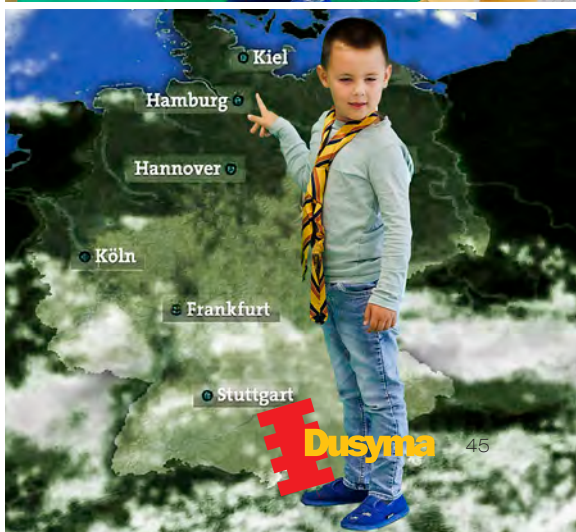 Kiel
Hamburg
Hannover
Köln
Frankfurt
Stuttgart
Dusyma
45